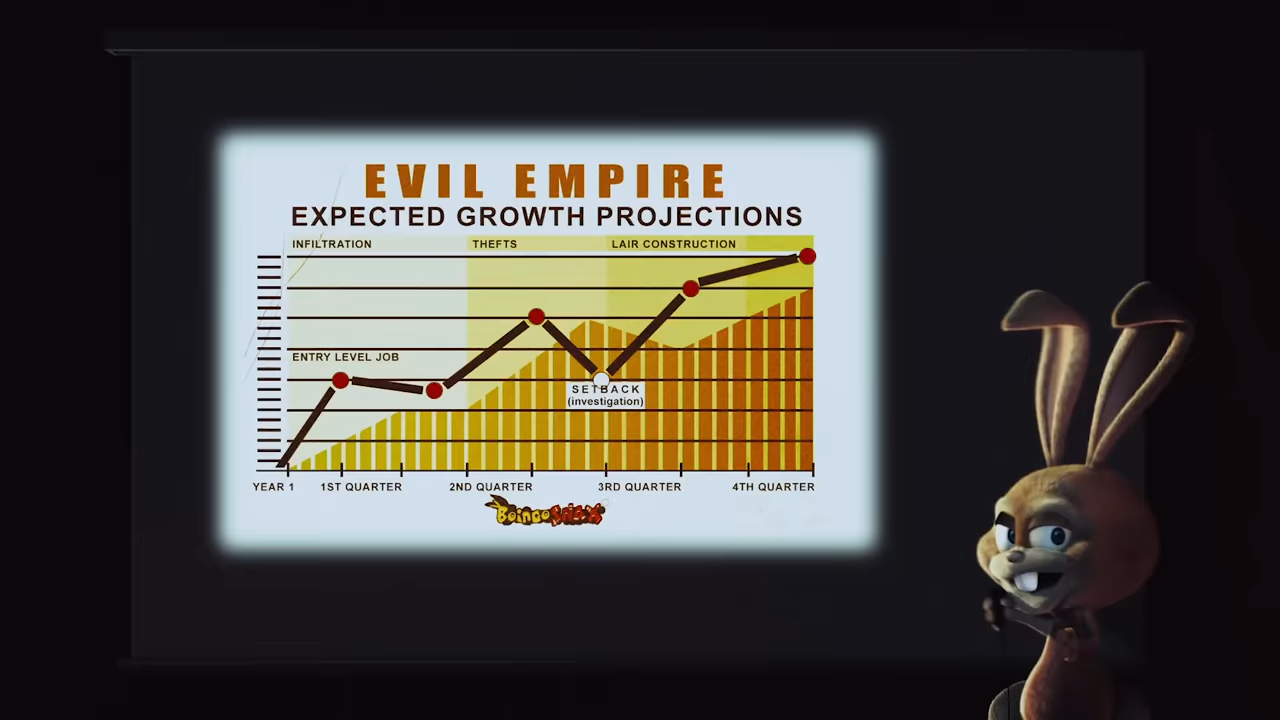 EVIL EMPIRE
EXPECTED GROWTH PROJECTIONS
INFILTRATION THEFTS LAIR CONSTRUCTION
ENTRY LEVEL JOB
SETBACK
(investigation)
YEAR 1 1ST QUARTER 2ND QUARTER 3RD QUARTER 4TH QUARTER
Boingo